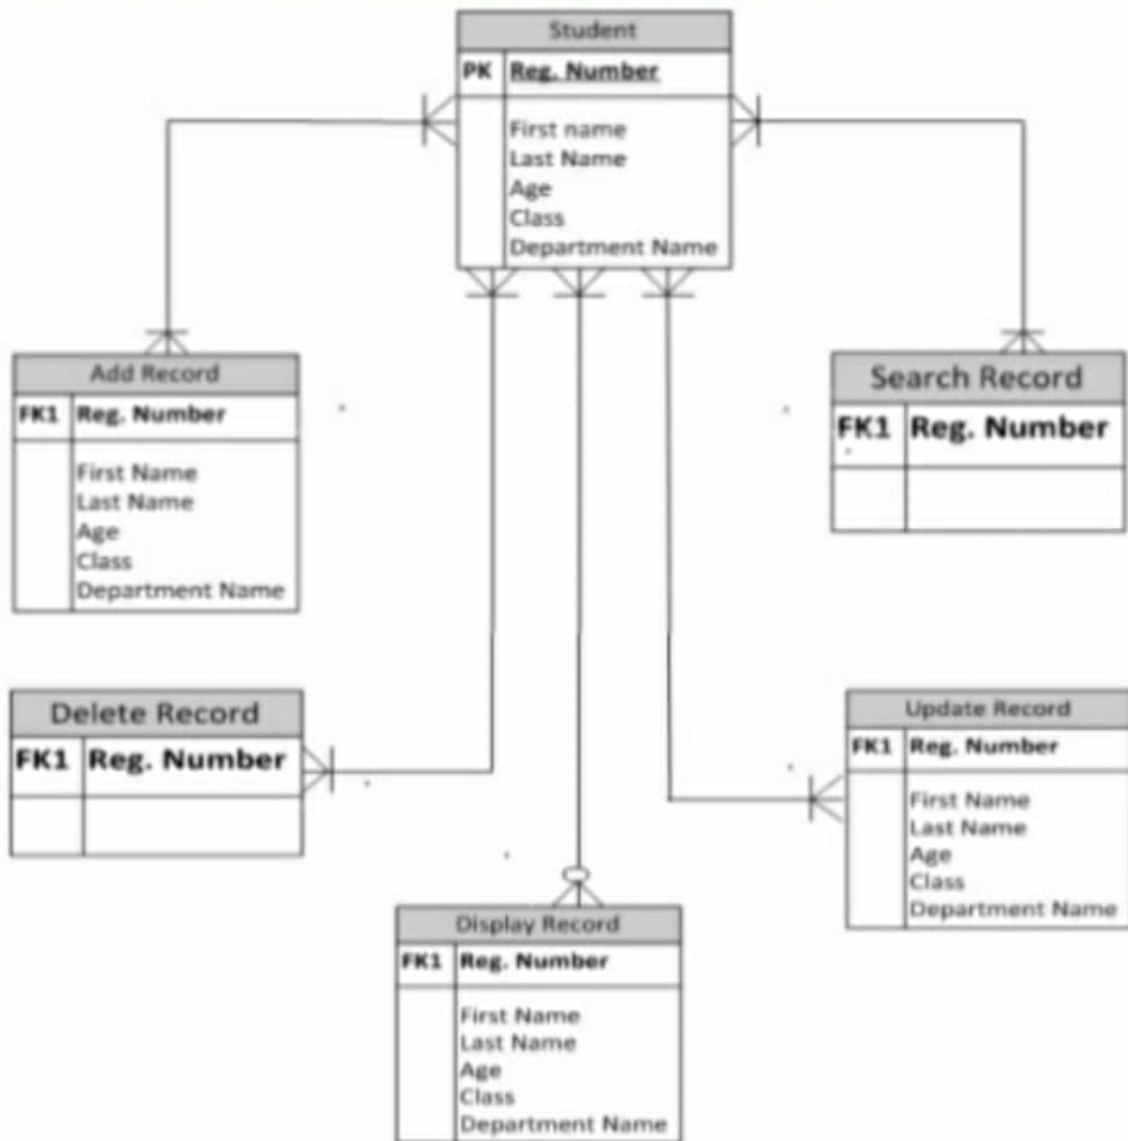 Student
PK Reg. Number
First name
Last Name
Age
Class
Department Name
Add Record
FK1 Reg. Number
First Name
Last Name
Age
Class
Department Name
Search Record
FK1 Reg. Number
Delete Record
FK1 Reg. Number
Update Record
FK1 Reg. Number
First Name
Last Name
Age
Class
Department Name
Display Record
FK1 Reg. Number
First Name
Last Name
Age
Class
Department Name